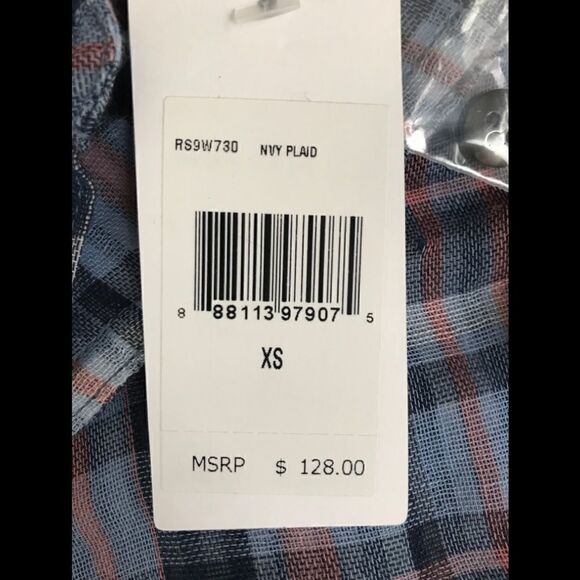 RS9W730 NVY PLAID
8 88113 97907 5
XS
MSRP $ 128.00